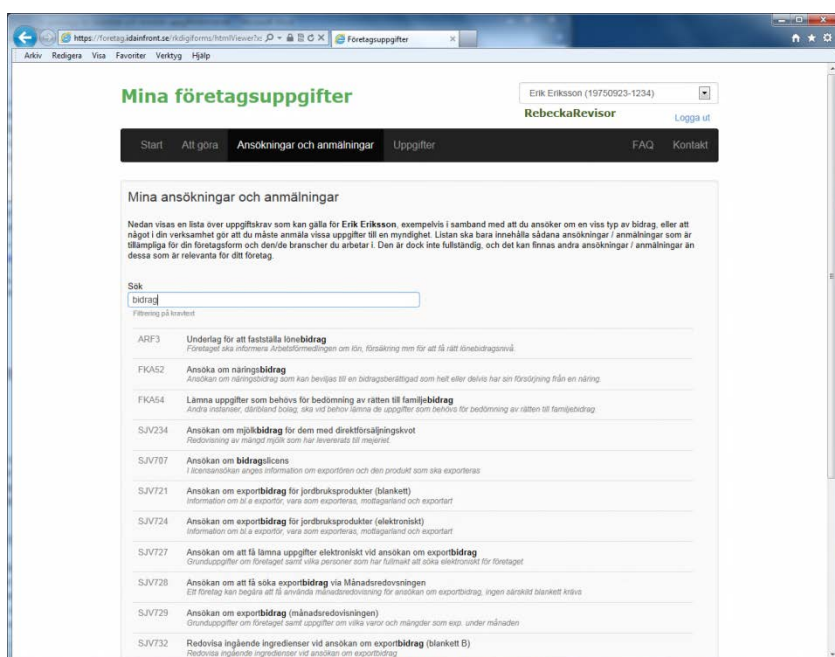 https://foretag.idainfront.se/rkdigiforms/htmlViewer?x
Företagsuppgifter
Arkiv Redigera Visa Favoriter Verktyg Hjälp
Mina företagsuppgifter
Erik Eriksson (19750923-1234)
RebeckaRevisor
Logga ut
Start Att göra Ansökningar och anmälningar Uppgifter FAQ Kontakt
Mina ansökningar och anmälningar
Nedan visas en lista över uppgiftskrav som kan gälla för Erik Eriksson, exempelvis i samband med att du ansöker om en viss typ av bidrag, eller att
något i din verksamhet gör att du måste anmäla vissa uppgifter till en myndighet. Listan ska bara innehålla sådana ansökningar / anmälningar som är
tillämpliga för din företagsform och den/de branscher du arbetar i. Den är dock inte fullständig, och det kan finnas andra ansökningar / anmälningar än
dessa som är relevanta för ditt företag.
Sök
bidrag
Filtrering på kravtext
ARF3 Underlag för att fastställa lönebidrag
Företaget ska informera Arbetsförmedlingen om lön, försäkring mm för att få rätt lönebidragsnivå.
FKA52 Ansöka om näringsbidrag
Ansökan om näringsbidrag som kan beviljas till en bidragsberättigad som helt eller delvis har sin försörjning från en näring.
FKA54 Lämna uppgifter som behövs för bedömning av rätten till familjebidrag
Andra instanser, däribland bolag, ska vid behov lämna de uppgifter som behövs för bedömning av rätten till familjebidrag.
SJV234 Ansökan om mjölkbidrag för dem med direktförsäljningskvot
Redovisning av mängd mjölk som har levererats till mejeriet.
SJV707 Ansökan om bidragslicens
I licensansökan anges information om exportören och den produkt som ska exporteras
SJV721 Ansökan om exportbidrag för jordbruksprodukter (blankett)
Information om bl.a exportör, vara som exporteras, mottagarland och exportart
SJV724 Ansökan om exportbidrag för jordbruksprodukter (elektroniskt)
Information om bl.a exportör, vara som exporteras, mottagarland och exportart
SJV727 Ansökan om att få lämna uppgifter elektroniskt vid ansökan om exportbidrag
Grunduppgifter om företaget samt vilka personer som har fullmakt att söka elektroniskt för företaget
SJV728 Ansökan om att få söka exportbidrag via Månadsredovsningen
Ett företag kan begära att få använda månadsredovisning för ansökan om exportbidrag, ingen särskild blankett krävs
SJV729 Ansökan om exportbidrag (månadsredovisningen)
Grunduppgifter om företaget samt uppgifter om vilka varor och mängder som exp. under månaden
SJV732 Redovisa ingående ingredienser vid ansökan om exportbidrag (blankett B)
Redovisa ingående ingredienser vid ansökan om exportbidrag